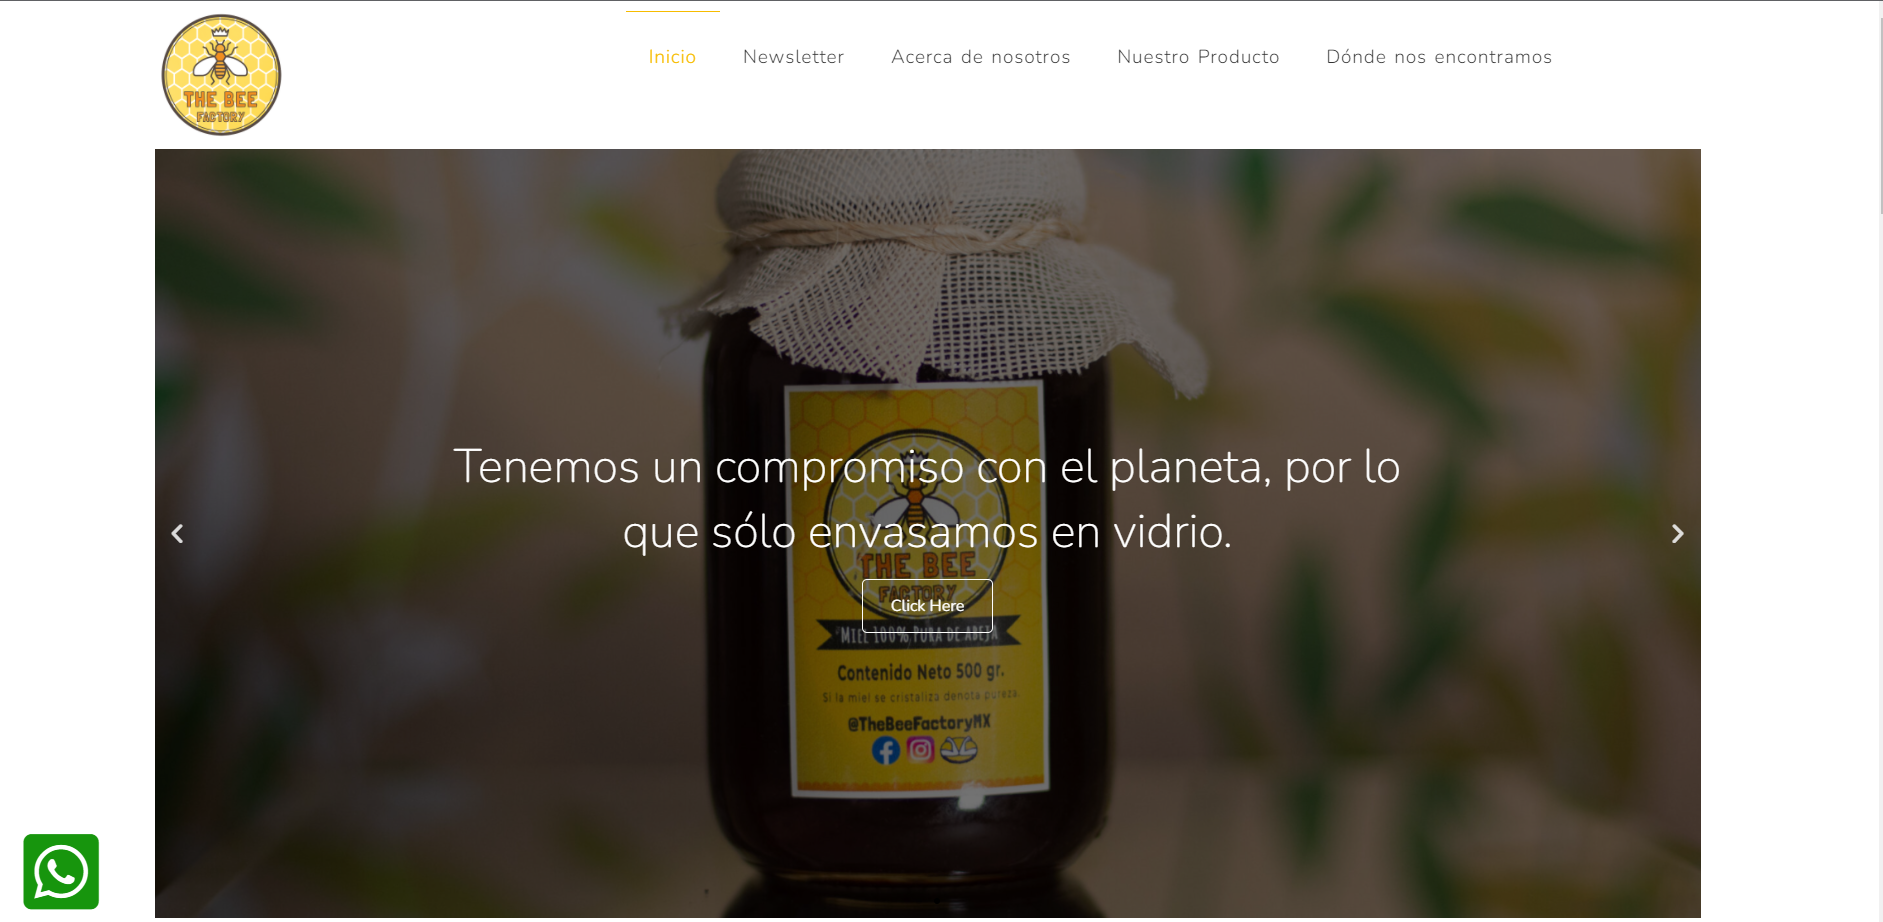 THE BEE
FACTORY
Inicio
Newsletter
Acerca de nosotros
Nuestro Producto
Dónde nos encontramos
Tenemos un compromiso con el planeta, por lo
que sólo envasamos en vidrio.
THE BEE
FACTORY
Click Here
MIEL 100% PURA DE ABEJA
Contenido Neto 500 gr.
Si la miel se cristaliza denota pureza.
@TheBeeFactoryMX